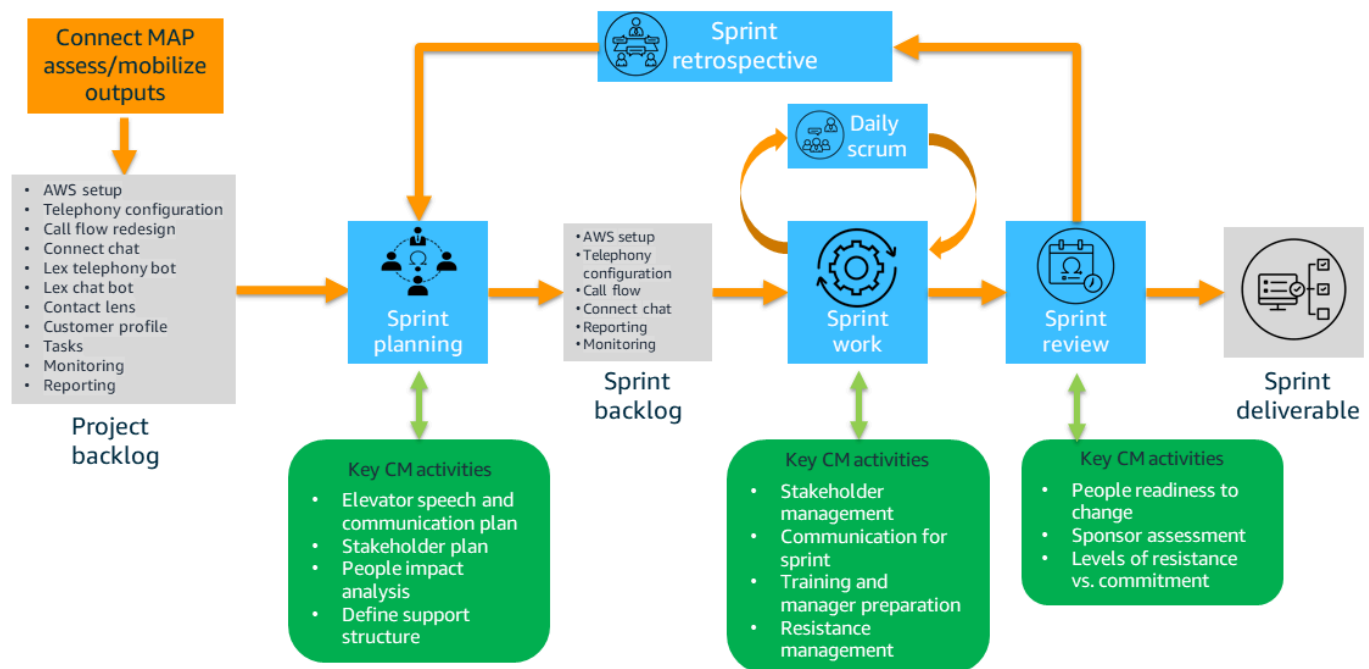 Connect MAP
assess/mobilize
outputs
Sprint
retrospective
Daily
scrum
• AWS setup
• Telephony configuration
• Call flow redesign
• Connect chat
• Lex telephony bot
• Lex chat bot
• Contact lens
• Customer profile
• Tasks
• Monitoring
• Reporting
Project
backlog
Sprint
planning
• AWS setup
• Telephony
configuration
• Call flow
• Connect chat
• Reporting
• Monitoring
Sprint
backlog
Sprint
work
Sprint
review
Sprint
deliverable
Key CM activities
• Elevator speech and
communication plan
• Stakeholder plan
• People impact
analysis
• Define support
structure
Key CM activities
• Stakeholder
management
• Communication for
sprint
• Training and
manager preparation
• Resistance
management
Key CM activities
• People readiness to
change
• Sponsor assessment
• Levels of resistance
vs. commitment